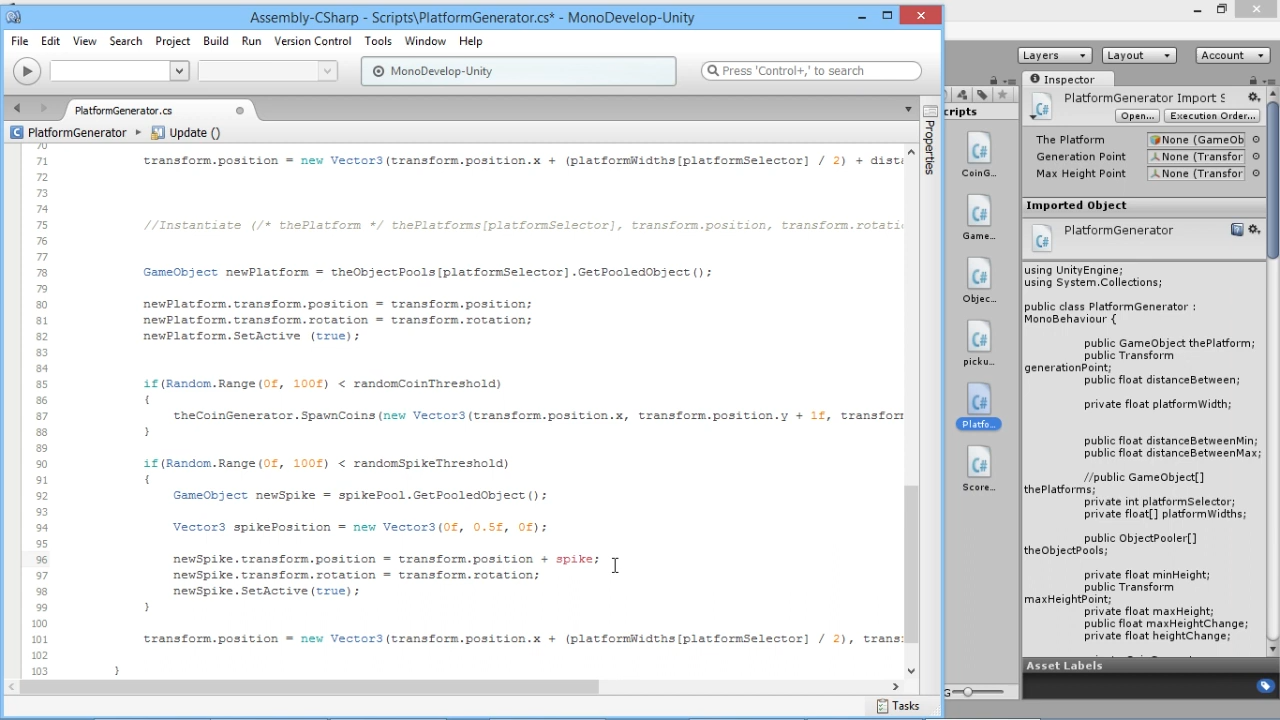 Assembly-CSharp - Scripts\PlatformGenerator.cs* - MonoDevelop-Unity
File Edit View Search Project Build Run Version Control Tools Window Help
MonoDevelop-Unity
Press 'Control+,' to search
PlatformGenerator.cs
PlatformGenerator Update ()
70
71 transform.position = new Vector3(transform.position.x + (platformWidths[platformSelector] / 2) + dista
72
73
74
75 //Instantiate (/* thePlatform */ thePlatforms[platformSelector], transform.position, transform.rotatio
76
77
78 GameObject newPlatform = theObjectPools[platformSelector].GetPooledObject();
79
80 newPlatform.transform.position = transform.position;
81 newPlatform.transform.rotation = transform.rotation;
82 newPlatform.SetActive (true);
83
84
85 if(Random.Range(0f, 100f) < randomCoinThreshold)
86 {
87 theCoinGenerator.SpawnCoins(new Vector3(transform.position.x, transform.position.y + 1f, transform
88 }
89
90 if(Random.Range(0f, 100f) < randomSpikeThreshold)
91 {
92 GameObject newSpike = spikePool.GetPooledObject();
93
94 Vector3 spikePosition = new Vector3(0f, 0.5f, 0f);
95
96 newSpike.transform.position = transform.position + spike;
97 newSpike.transform.rotation = transform.rotation;
98 newSpike.SetActive(true);
99 }
100
101 transform.position = new Vector3(transform.position.x + (platformWidths[platformSelector] / 2), trans
102
103 }
Tasks
Properties
Layers Layout Account
cripts
CoinG...
Game...
Objec...
picku...
Platfo...
Score...
Inspector
PlatformGenerator Import S
Open... Execution Order...
The Platform None (GameOb
Generation Point None (Transfor
Max Height Point None (Transfor
Imported Object
PlatformGenerator
using UnityEngine;
using System.Collections;
public class PlatformGenerator :
MonoBehaviour {
public GameObject thePlatform;
public Transform
generationPoint;
public float distanceBetween;
private float platformWidth;
public float distanceBetweenMin;
public float distanceBetweenMax;
//public GameObject[]
thePlatforms;
private int platformSelector;
private float[] platformWidths;
public ObjectPooler[]
theObjectPools;
private float minHeight;
public Transform
maxHeightPoint;
private float maxHeight;
public float maxHeightChange;
private float heightChange;
Asset Labels